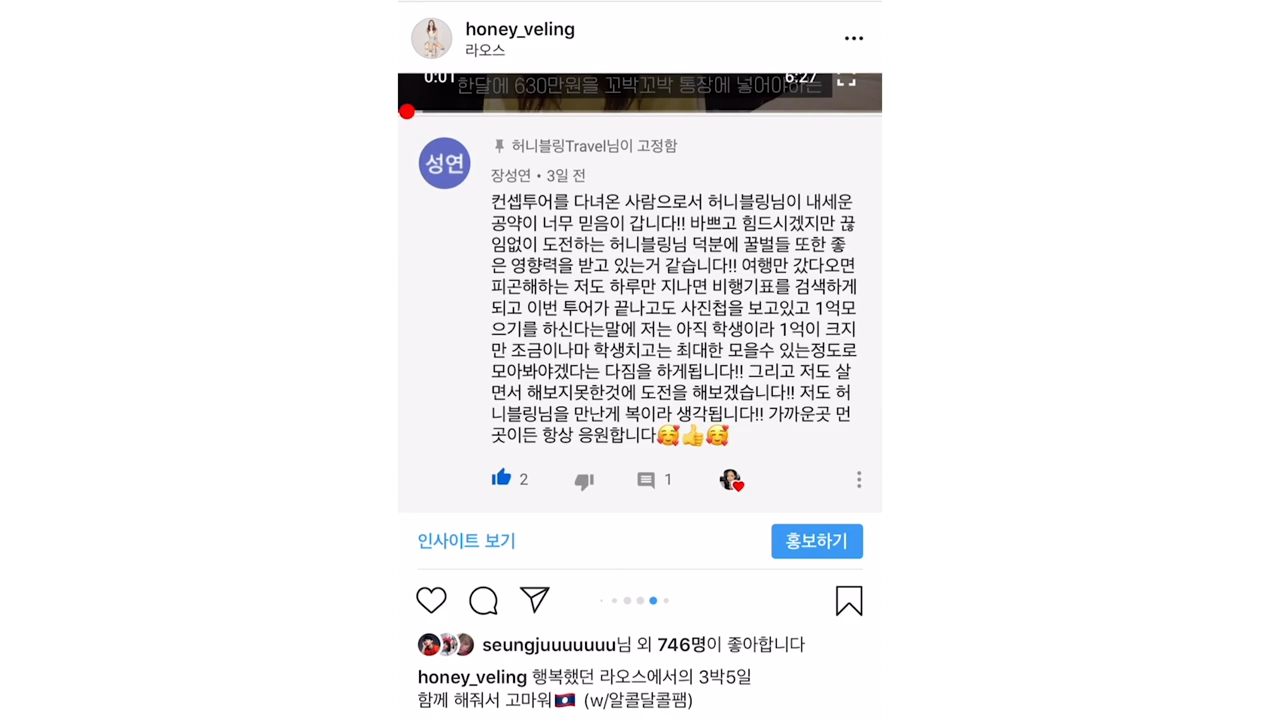 honey_veling
라오스
0:01
6:27
한달에 630만원을 꼬박꼬박 통장에 넣어야하는
성연
허니블링Travel님이 고정함
장성연 • 3일 전
컨셉투어를 다녀온 사람으로서 허니블링님이 내세운
공약이 너무 믿음이 갑니다!! 바쁘고 힘드시겠지만 끊
임없이 도전하는 허니블링님 덕분에 꿀벌들 또한 좋
은 영향력을 받고 있는거 같습니다!! 여행만 갔다오면
피곤해하는 저도 하루만 지나면 비행기표를 검색하게
되고 이번 투어가 끝나고도 사진첩을 보고있고 1억모
으기를 하신다는말에 저는 아직 학생이라 1억이 크지
만 조금이나마 학생치고는 최대한 모을수 있는정도로
모아봐야겠다는 다짐을 하게됩니다!! 그리고 저도 살
면서 해보지못한것에 도전을 해보겠습니다!! 저도 허
니블링님을 만난게 복이라 생각됩니다!! 가까운곳 먼
곳이든 항상 응원합니다🥰👍🥰
2
1
인사이트 보기
홍보하기
seungjuuuuuuu님 외 746명이 좋아합니다
honey_veling 행복했던 라오스에서의 3박5일
함께 해줘서 고마워🇱🇦 (w/알콜달콜팸)